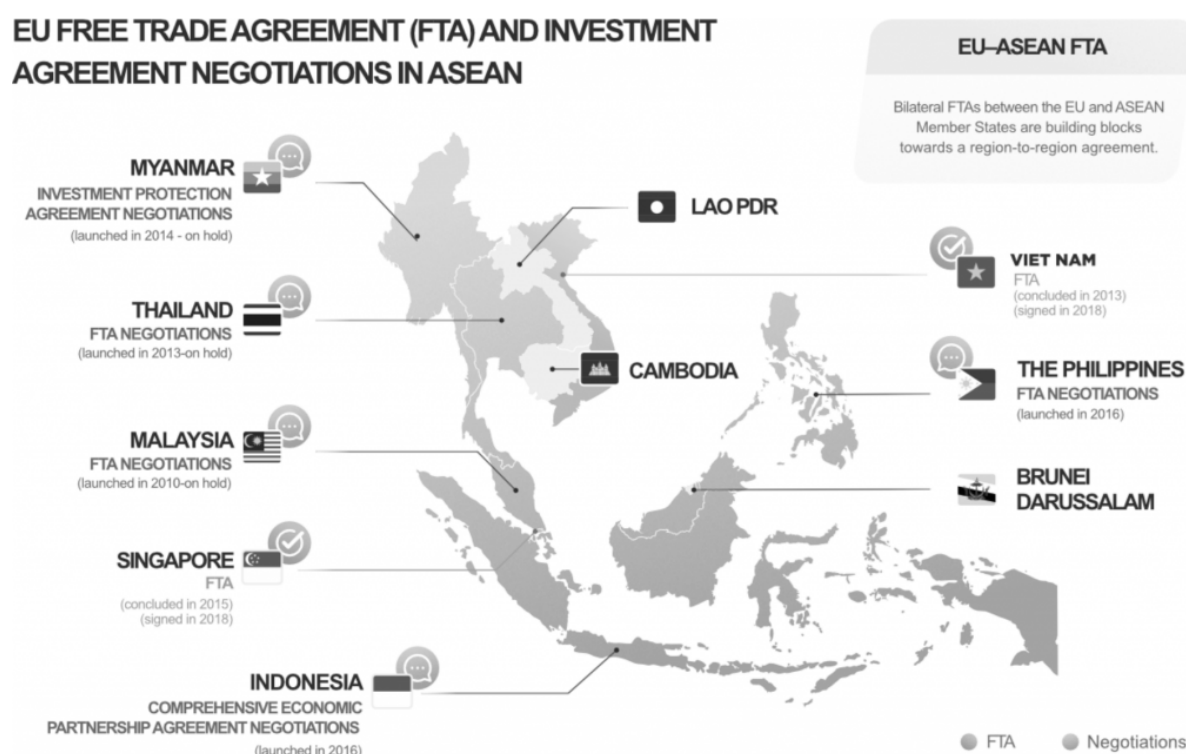 EU FREE TRADE AGREEMENT (FTA) AND INVESTMENT
AGREEMENT NEGOTIATIONS IN ASEAN
EU–ASEAN FTA
Bilateral FTAs between the EU and ASEAN
Member States are building blocks
towards a region-to-region agreement.
MYANMAR
INVESTMENT PROTECTION
AGREEMENT NEGOTIATIONS
(launched in 2014 - on hold)
LAO PDR
VIET NAM
FTA
(concluded in 2013)
(signed in 2018)
THAILAND
FTA NEGOTIATIONS
(launched in 2013-on hold)
CAMBODIA
THE PHILIPPINES
FTA NEGOTIATIONS
(launched in 2016)
MALAYSIA
FTA NEGOTIATIONS
(launched in 2010-on hold)
BRUNEI
DARUSSALAM
SINGAPORE
FTA
(concluded in 2015)
(signed in 2018)
INDONESIA
COMPREHENSIVE ECONOMIC
PARTNERSHIP AGREEMENT NEGOTIATIONS
(launched in 2016)
FTA
Negotiations